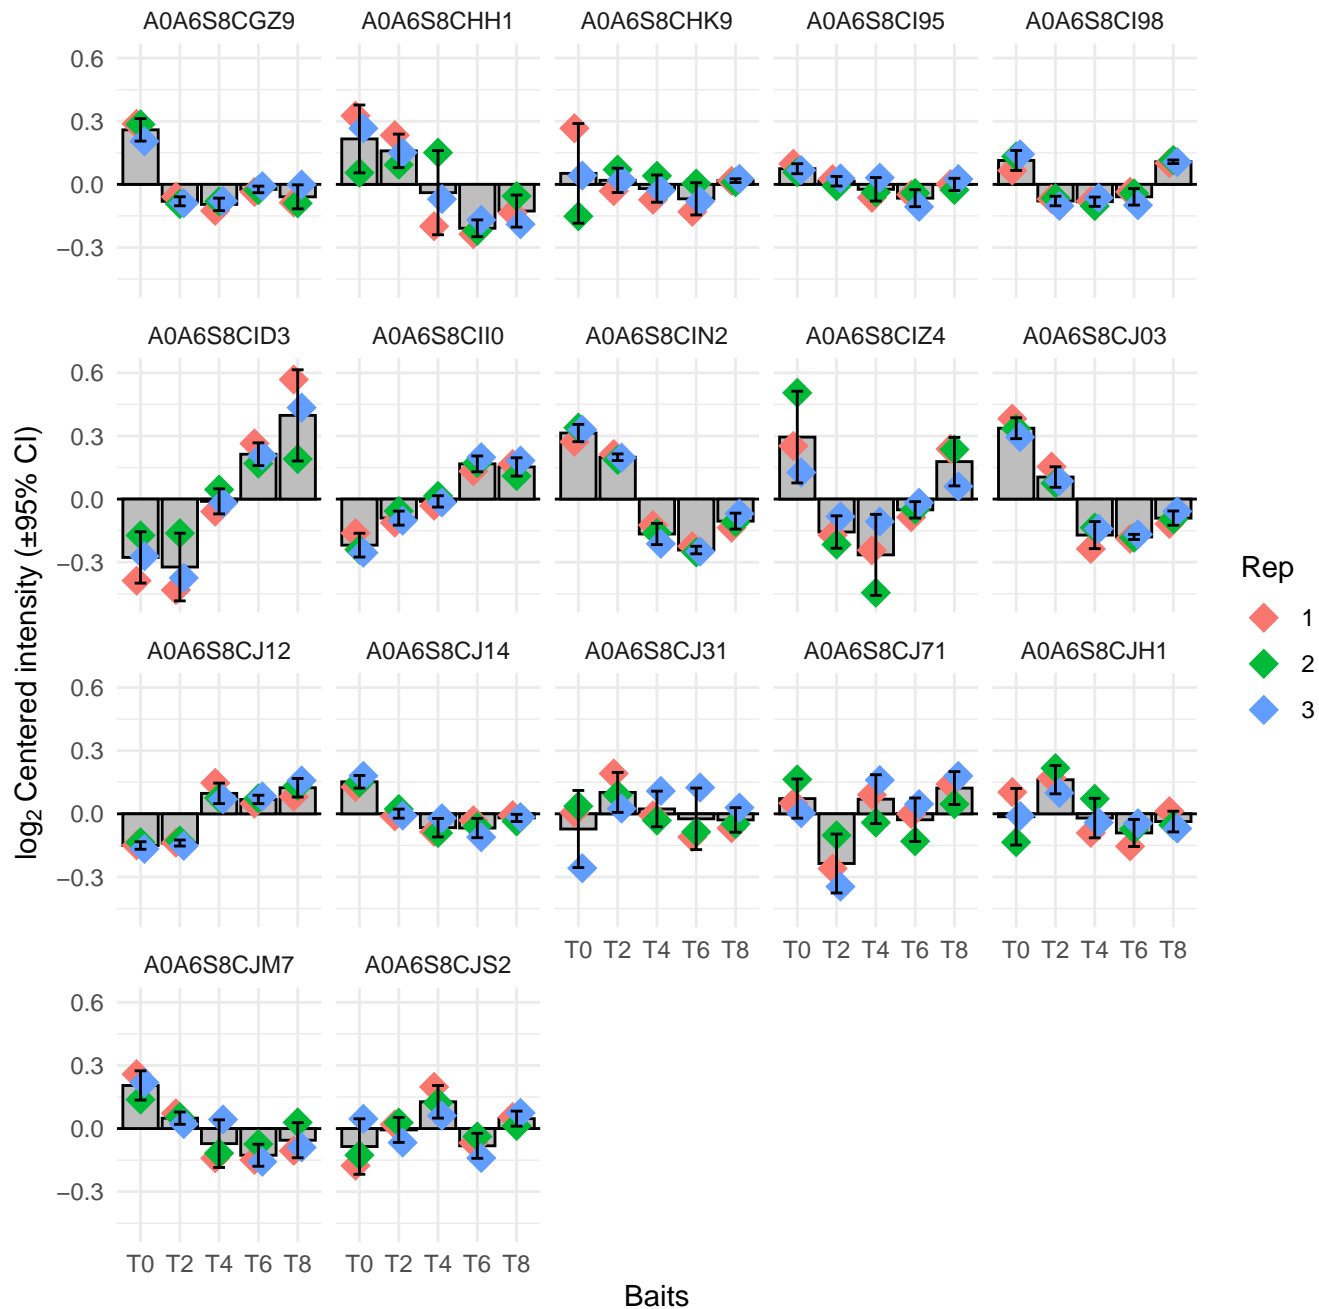 A0A6S8CGZ9 A0A6S8CHH1 A0A6S8CHK9 A0A6S8CI95 A0A6S8CI98
0.6
0.3
0.0
−0.3
A0A6S8CID3 A0A6S8CII0 A0A6S8CIN2 A0A6S8CIZ4 A0A6S8CJ03
0.6
0.3
0.0
−0.3
A0A6S8CJ12 A0A6S8CJ14 A0A6S8CJ31 A0A6S8CJ71 A0A6S8CJH1
0.6
0.3
0.0
−0.3
T0 T2 T4 T6 T8 T0 T2 T4 T6 T8 T0 T2 T4 T6 T8
A0A6S8CJM7 A0A6S8CJS2
0.6
0.3
0.0
−0.3
T0 T2 T4 T6 T8 T0 T2 T4 T6 T8
Baits
log₂ Centered intensity (±95% CI)
Rep
1
2
3